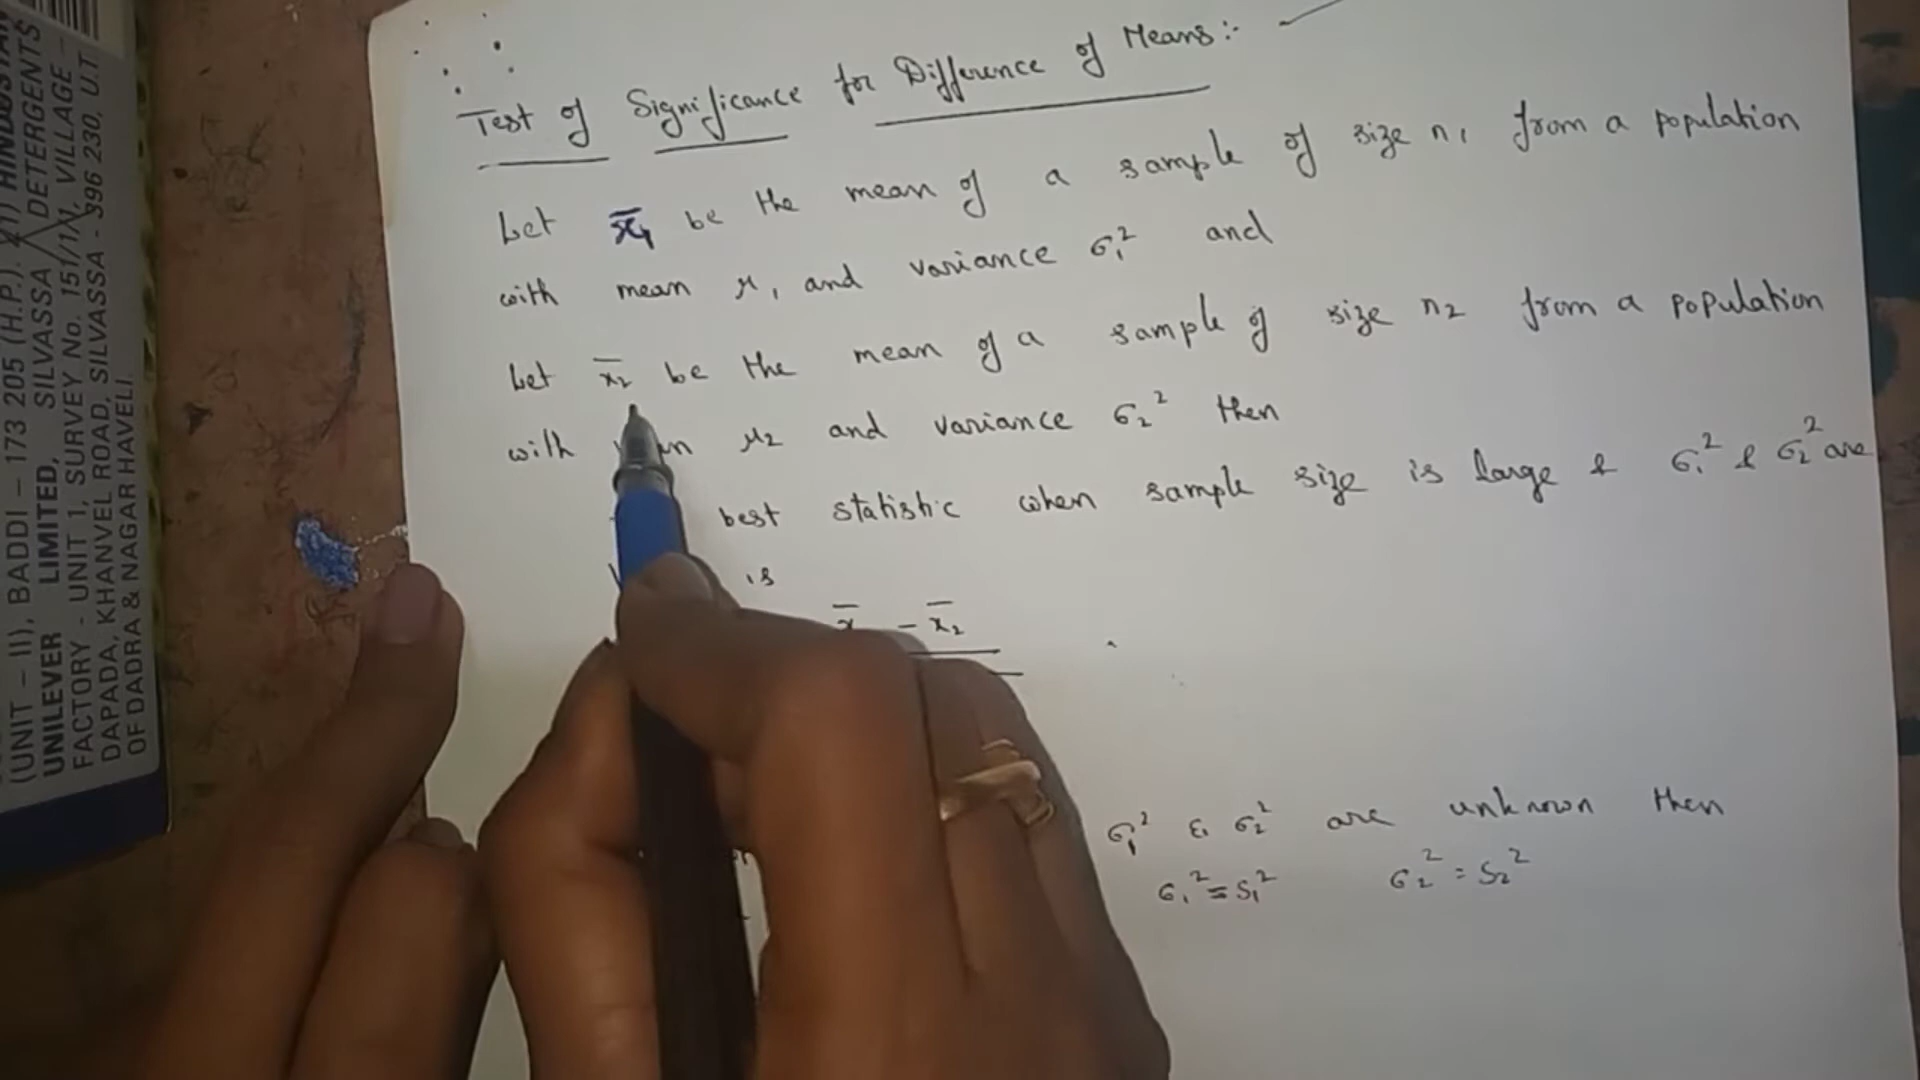 (UNIT – II), BADDI – 173 205 (H.P.). (1) HINDUSTAN
UNILEVER LIMITED, SILVASSA DETERGENTS
FACTORY - UNIT 1, SURVEY No. 151/1/1, VILLAGE -
DAPADA, KHANVEL ROAD, SILVASSA - 396 230, U.T
OF DADRA & NAGAR HAVELI
Test of Significance for Difference of Means:-
Let x̄₁ be the mean of a sample of size n₁ from a population
with mean μ₁ and variance σ₁² and
Let x̄₂ be the mean of a sample of size n₂ from a population
with μ₂ and variance σ₂² then
best statistic when sample size is large & σ₁² & σ₂² are
is
x̄ - x̄₂
σ₁² & σ₂² are unknown then
σ₁² = S₁² σ₂² = S₂²